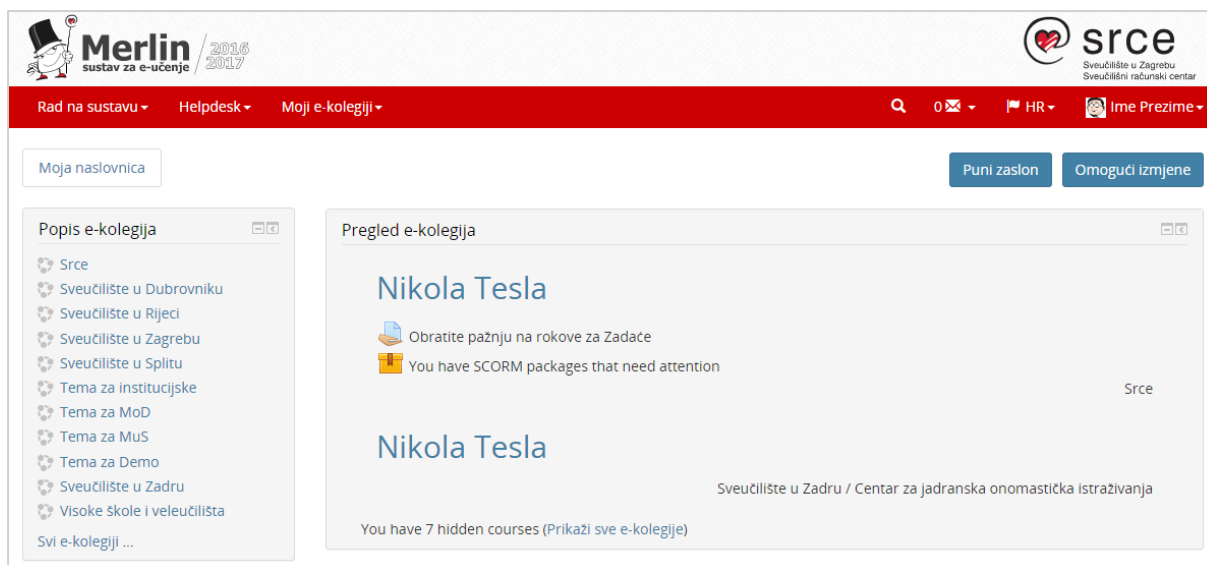 Merlin 2016
sustav za e-učenje 2017
srce
Sveučilište u Zagrebu
Sveučilišni računski centar
Rad na sustavu Helpdesk Moji e-kolegiji 0 HR Ime Prezime
Moja naslovnica Puni zaslon Omogući izmjene
Popis e-kolegija
Srce
Sveučilište u Dubrovniku
Sveučilište u Rijeci
Sveučilište u Zagrebu
Sveučilište u Splitu
Tema za institucijske
Tema za MoD
Tema za MuS
Tema za Demo
Sveučilište u Zadru
Visoke škole i veleučilišta
Svi e-kolegiji ...
Pregled e-kolegija
Nikola Tesla
Obratite pažnju na rokove za Zadaće
You have SCORM packages that need attention
Srce
Nikola Tesla
Sveučilište u Zadru / Centar za jadranska onomastička istraživanja
You have 7 hidden courses (Prikaži sve e-kolegije)